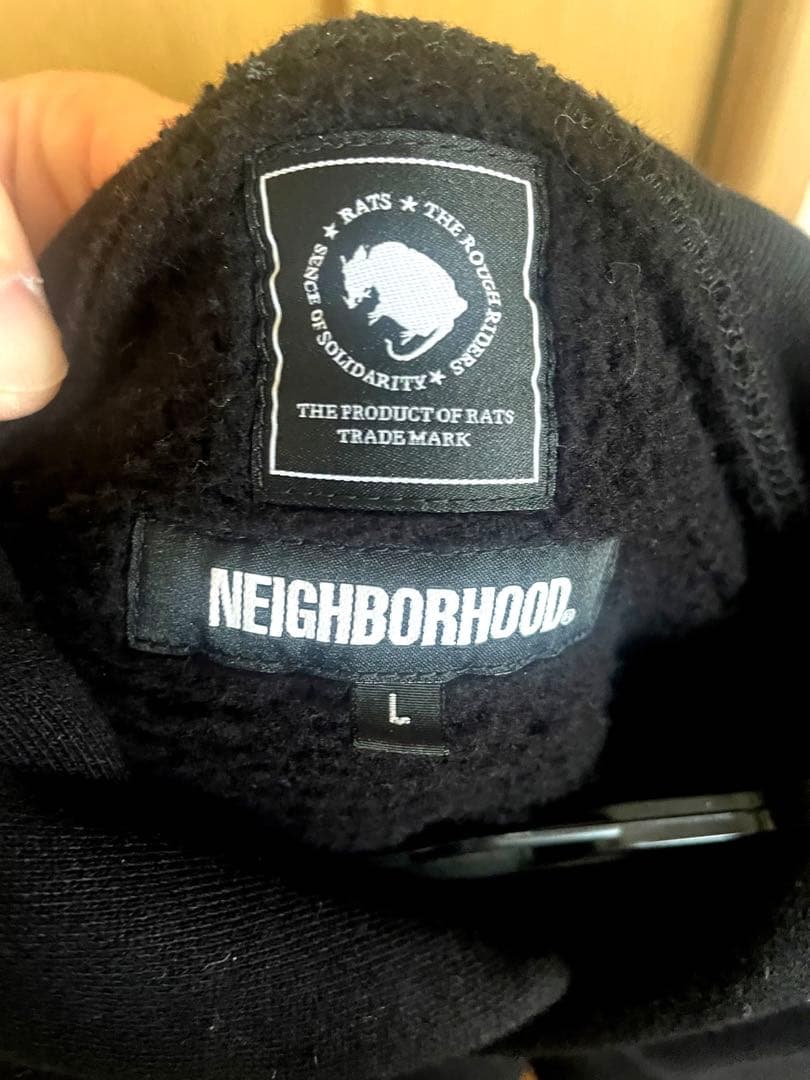 ★ RATS ★ THE ROUGH RIDERS ★ SENCE OF SOLIDARITY
THE PRODUCT OF RATS
TRADE MARK
NEIGHBORHOOD®
L